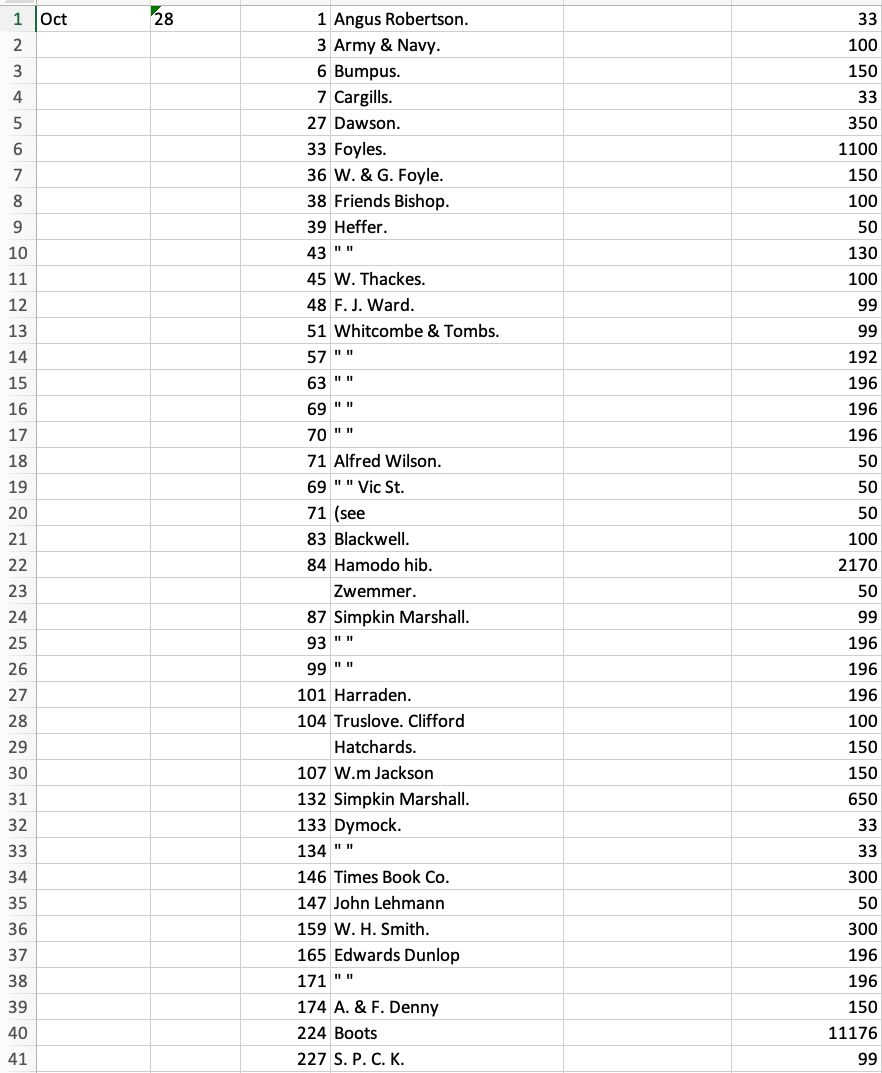 1 Oct 28 1 Angus Robertson. 33
2 3 Army & Navy. 100
3 6 Bumpus. 150
4 7 Cargills. 33
5 27 Dawson. 350
6 33 Foyles. 1100
7 36 W. & G. Foyle. 150
8 38 Friends Bishop. 100
9 39 Heffer. 50
10 43 " " 130
11 45 W. Thackes. 100
12 48 F. J. Ward. 99
13 51 Whitcombe & Tombs. 99
14 57 " " 192
15 63 " " 196
16 69 " " 196
17 70 " " 196
18 71 Alfred Wilson. 50
19 69 " " Vic St. 50
20 71 (see 50
21 83 Blackwell. 100
22 84 Hamodo hib. 2170
23 Zwemmer. 50
24 87 Simpkin Marshall. 99
25 93 " " 196
26 99 " " 196
27 101 Harraden. 196
28 104 Truslove. Clifford 100
29 Hatchards. 150
30 107 W.m Jackson 150
31 132 Simpkin Marshall. 650
32 133 Dymock. 33
33 134 " " 33
34 146 Times Book Co. 300
35 147 John Lehmann 50
36 159 W. H. Smith. 300
37 165 Edwards Dunlop 196
38 171 " " 196
39 174 A. & F. Denny 150
40 224 Boots 11176
41 227 S. P. C. K. 99